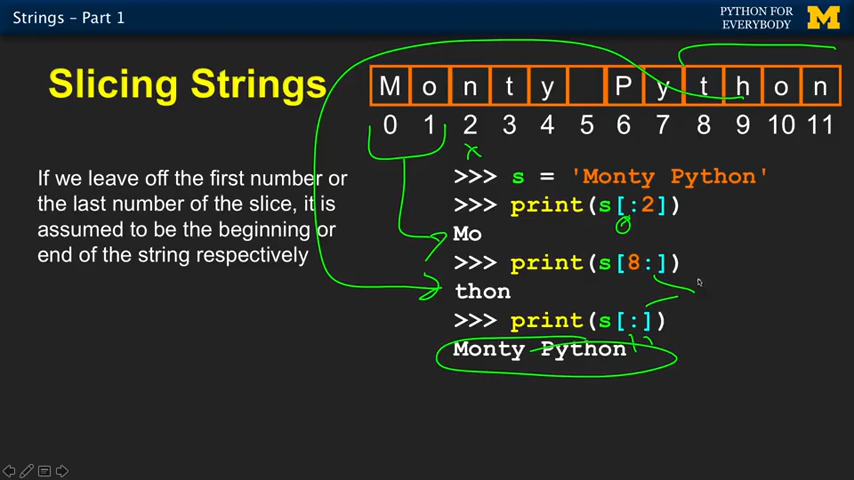 Strings – Part 1
PYTHON FOR
EVERYBODY
M
Slicing Strings
M o n t y P y t h o n
0 1 2 3 4 5 6 7 8 9 10 11
If we leave off the first number or
the last number of the slice, it is
assumed to be the beginning or
end of the string respectively
>>> s = 'Monty Python'
>>> print(s[:2])
Mo
>>> print(s[8:])
thon
>>> print(s[:])
Monty Python